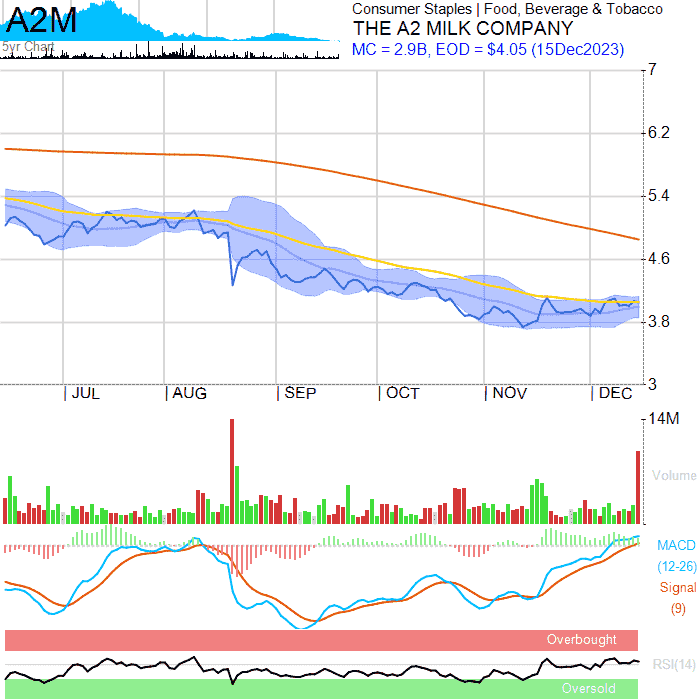 A2M
5yr Chart
Consumer Staples | Food, Beverage & Tobacco
THE A2 MILK COMPANY
MC = 2.9B, EOD = $4.05 (15Dec2023)
7
6.2
5.4
4.6
3.8
3
JUL AUG SEP OCT NOV DEC
14M
Volume
MACD
(12-26)
Signal
(9)
Overbought
RSI(14)
Oversold